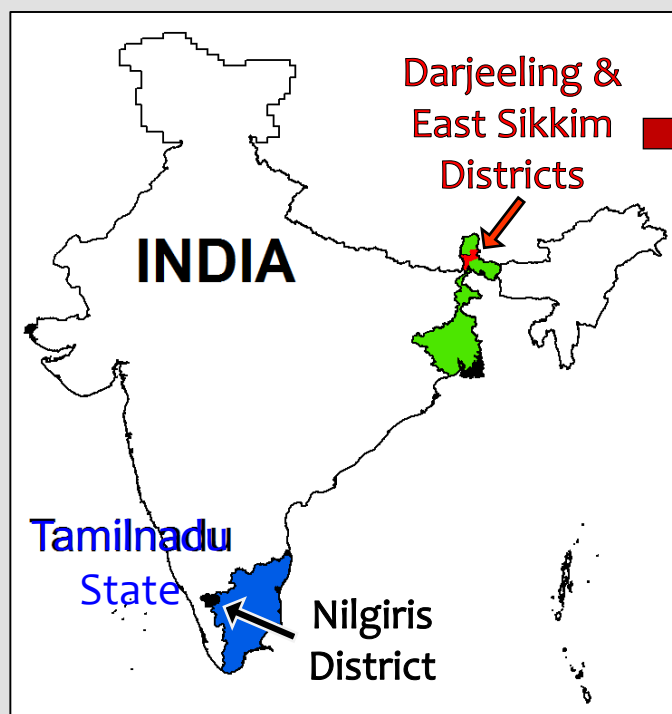 Darjeeling &
East Sikkim
Districts
INDIA
Tamilnadu
State
Nilgiris
District